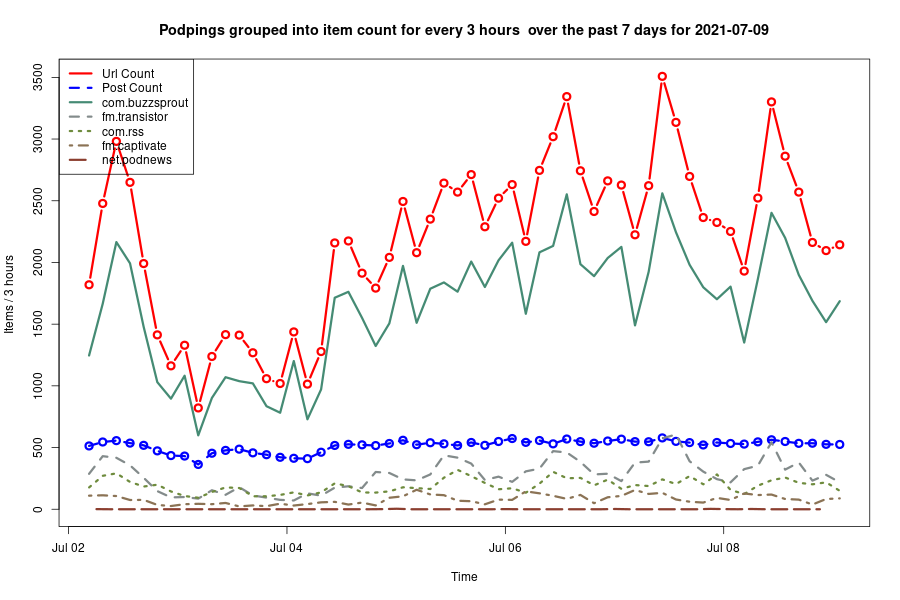 Podpings grouped into item count for every 3 hours  over the past 7 days for 2021-07-09
Url Count
Post Count
com.buzzsprout
fm.transistor
com.rss
fm.captivate
net.podnews
Items / 3 hours
3500
3000
2500
2000
1500
1000
500
0
Jul 02
Jul 04
Jul 06
Jul 08
Time